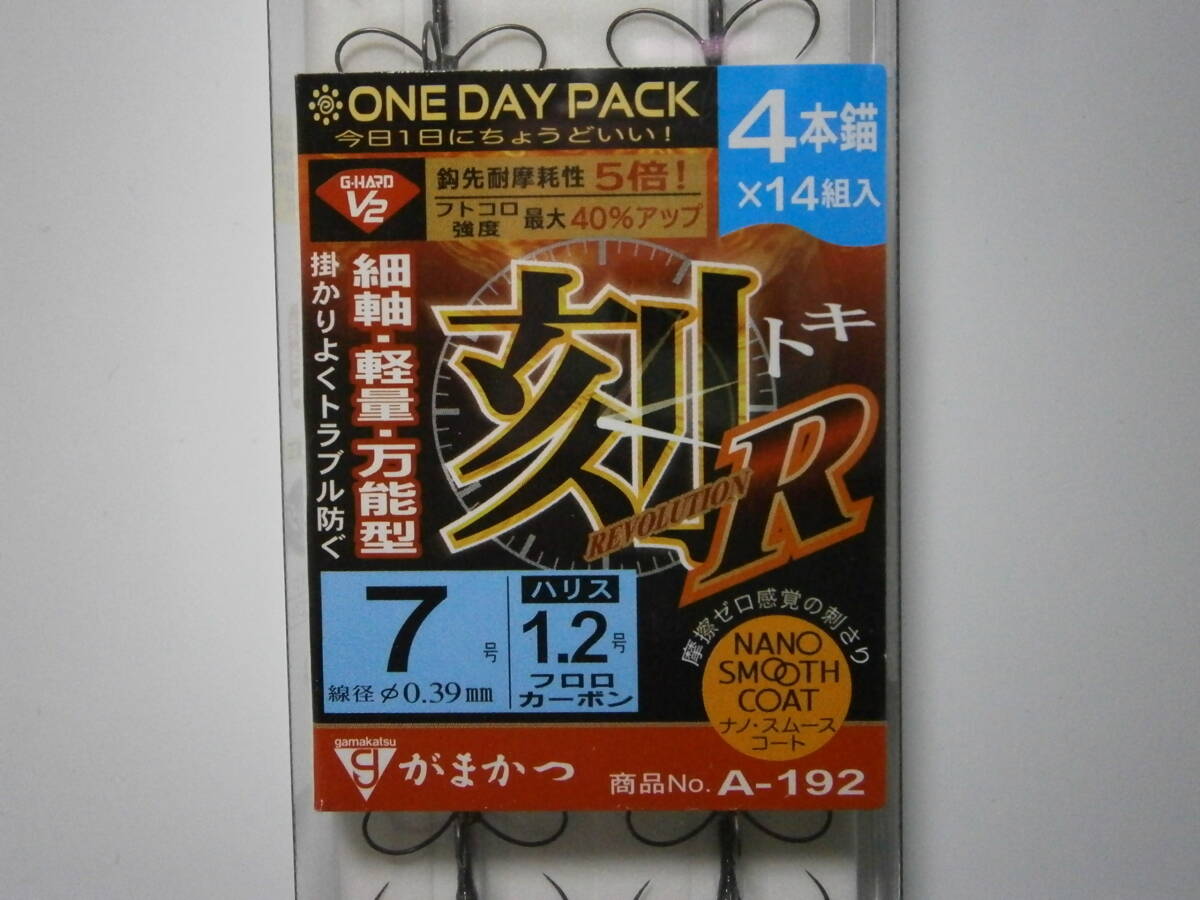 ONE DAY PACK
今日1日にちょうどいい!
4本錨
×14組入
G-HARD
V2
鈎先耐摩耗性 5倍!
フトコロ強度 最大 40%アップ
細軸・軽量・万能型
掛かりよくトラブル防ぐ
刻
トキ
R
REVOLUTION
7号
線径 φ0.39mm
ハリス
1.2号
フロロ
カーボン
摩擦ゼロ感覚の刺さり
NANO
SMOOTH
COAT
ナノ・スムース
コート
gamakatsu
g
がまかつ
商品No. A-192